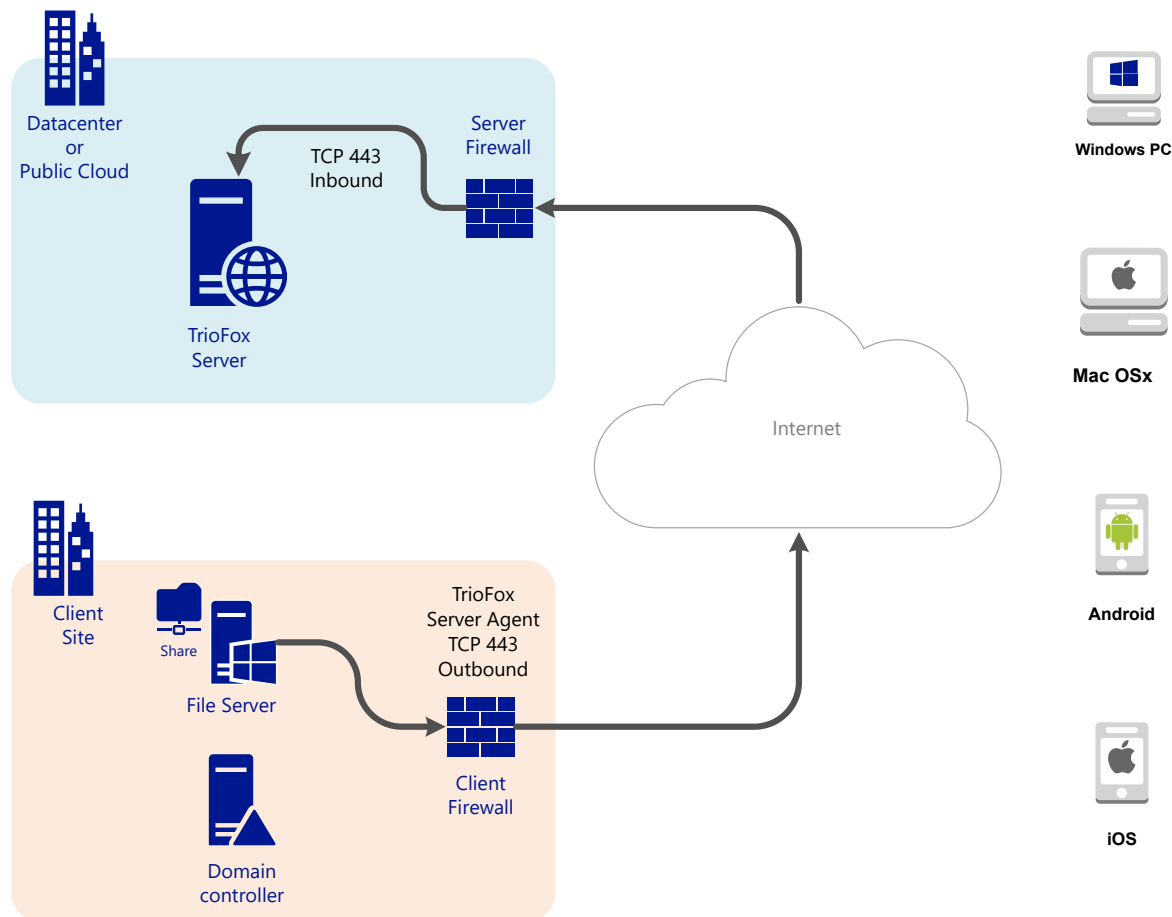 Datacenter
or
Public Cloud
TCP 443
Inbound
Server
Firewall
TrioFox
Server
Internet
Client
Site
Share
File Server
TrioFox
Server Agent
TCP 443
Outbound
Client
Firewall
Domain
controller
Windows PC
Mac OSx
Android
iOS